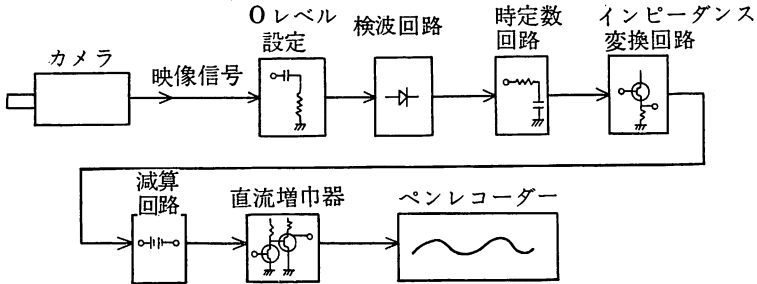 カメラ
映像信号
Oレベル
設定
検波回路
時定数
回路
インピーダンス
変換回路
減算
回路
直流増巾器
ペンレコーダー